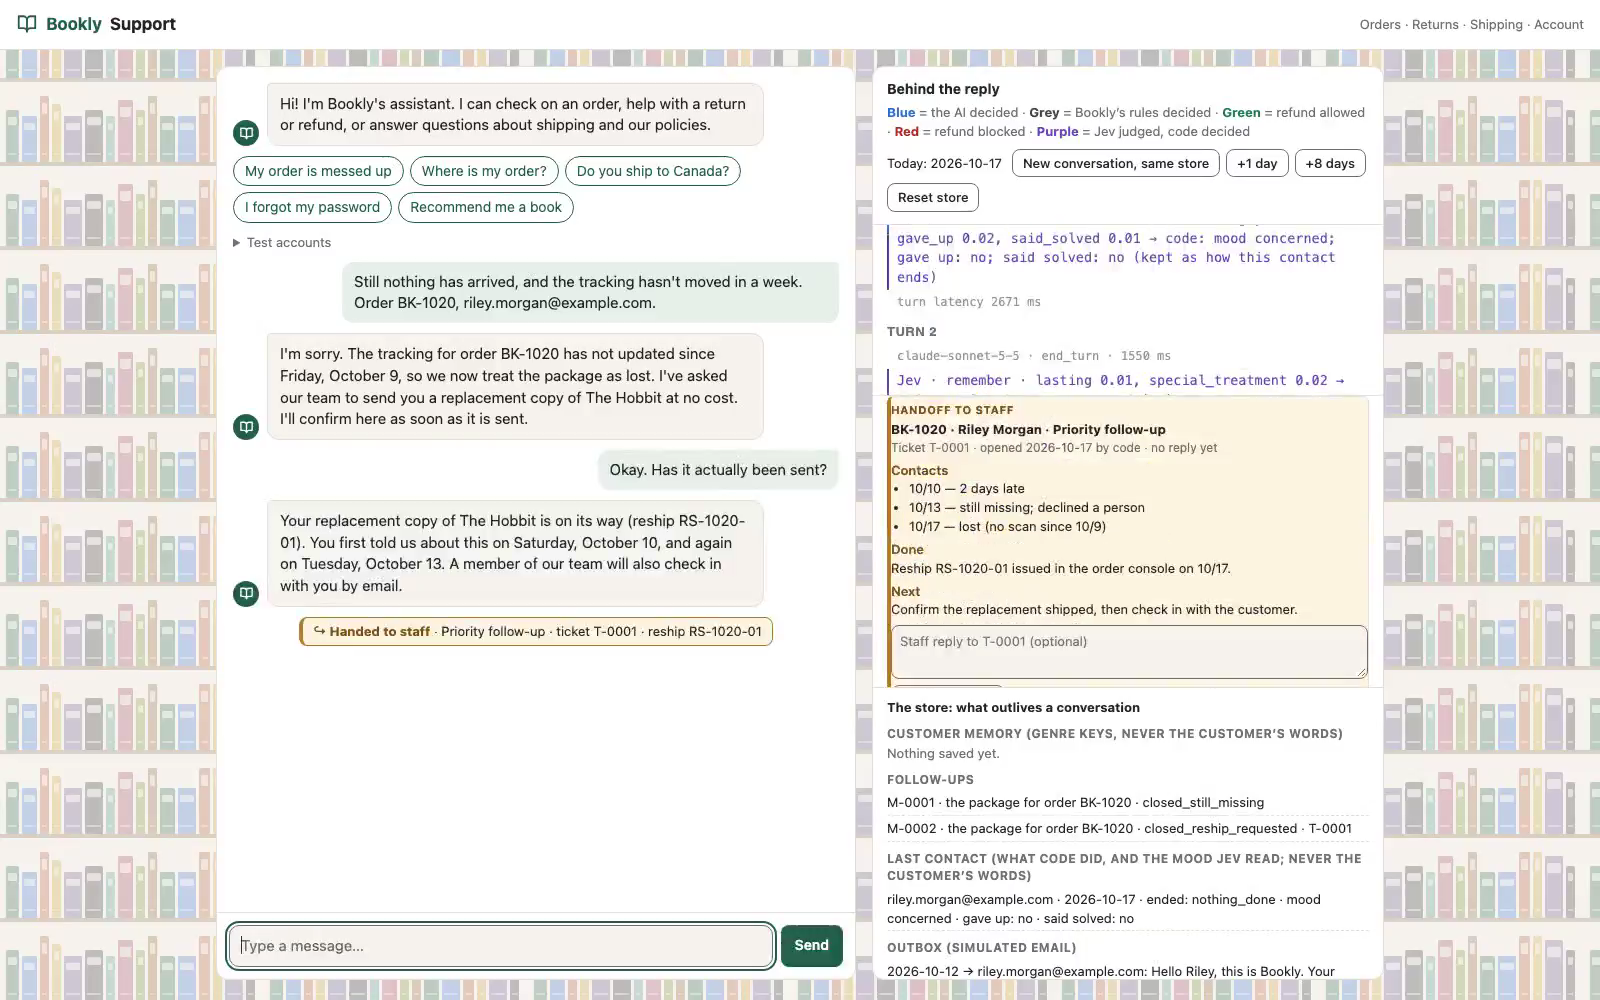 Bookly Support
Orders · Returns · Shipping · Account
Hi! I'm Bookly's assistant. I can check on an order, help with a return
or refund, or answer questions about shipping and our policies.
My order is messed up
Where is my order?
Do you ship to Canada?
I forgot my password
Recommend me a book
Test accounts
Still nothing has arrived, and the tracking hasn't moved in a week.
Order BK-1020, riley.morgan@example.com.
I'm sorry. The tracking for order BK-1020 has not updated since
Friday, October 9, so we now treat the package as lost. I've asked
our team to send you a replacement copy of The Hobbit at no cost.
I'll confirm here as soon as it is sent.
Okay. Has it actually been sent?
Your replacement copy of The Hobbit is on its way (reship RS-1020-
01). You first told us about this on Saturday, October 10, and again
on Tuesday, October 13. A member of our team will also check in
with you by email.
↪ Handed to staff · Priority follow-up · ticket T-0001 · reship RS-1020-01
Type a message...
Send
Behind the reply
Blue = the AI decided · Grey = Bookly's rules decided · Green = refund allowed
· Red = refund blocked · Purple = Jev judged, code decided
Today: 2026-10-17
New conversation, same store
+1 day
+8 days
Reset store
gave_up 0.02, said_solved 0.01 → code: mood concerned;
gave up: no; said solved: no (kept as how this contact
ends)
turn latency 2671 ms
TURN 2
claude-sonnet-5-5 · end_turn · 1550 ms
Jev · remember · lasting 0.01, special_treatment 0.02 →
HANDOFF TO STAFF
BK-1020 · Riley Morgan · Priority follow-up
Ticket T-0001 · opened 2026-10-17 by code · no reply yet
Contacts
• 10/10 — 2 days late
• 10/13 — still missing; declined a person
• 10/17 — lost (no scan since 10/9)
Done
Reship RS-1020-01 issued in the order console on 10/17.
Next
Confirm the replacement shipped, then check in with the customer.
Staff reply to T-0001 (optional)
The store: what outlives a conversation
CUSTOMER MEMORY (GENRE KEYS, NEVER THE CUSTOMER'S WORDS)
Nothing saved yet.
FOLLOW-UPS
M-0001 · the package for order BK-1020 · closed_still_missing
M-0002 · the package for order BK-1020 · closed_reship_requested · T-0001
LAST CONTACT (WHAT CODE DID, AND THE MOOD JEV READ; NEVER THE
CUSTOMER'S WORDS)
riley.morgan@example.com · 2026-10-17 · ended: nothing_done · mood
concerned · gave up: no · said solved: no
OUTBOX (SIMULATED EMAIL)
2026-10-12 → riley.morgan@example.com: Hello Riley, this is Bookly. Your